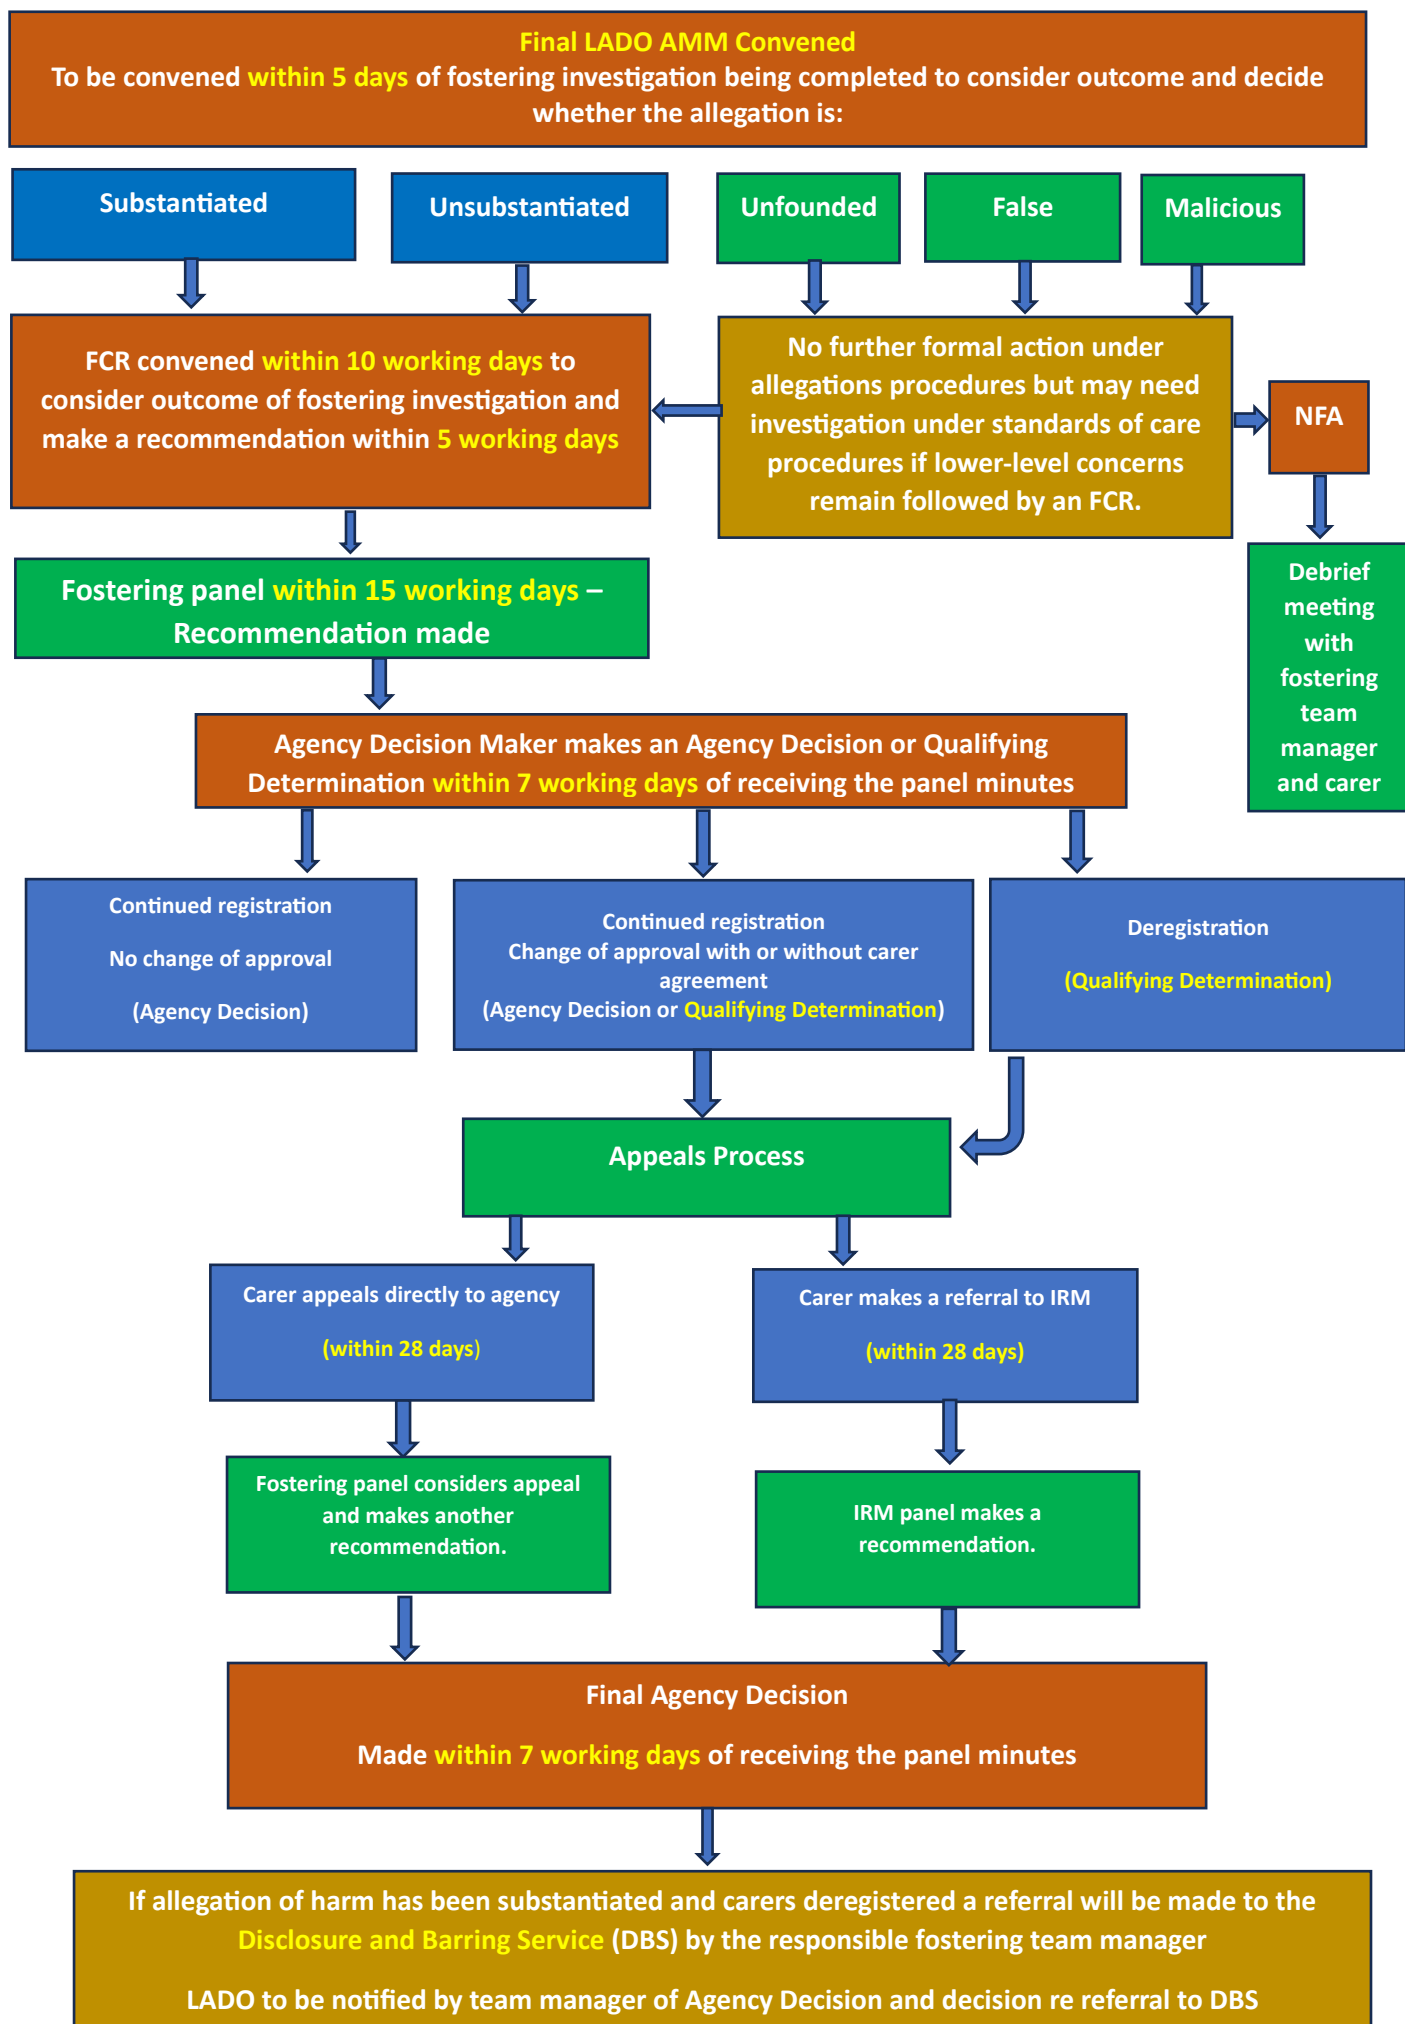 Final LADO AMM Convened
To be convened within 5 days of fostering investigation being completed to consider outcome and decide
whether the allegation is:
Substantiated
Unsubstantiated
Unfounded
False
Malicious
FCR convened within 10 working days to
consider outcome of fostering investigation and
make a recommendation within 5 working days
No further formal action under
allegations procedures but may need
investigation under standards of care
procedures if lower-level concerns
remain followed by an FCR.
NFA
Debrief
meeting
with
fostering
team
manager
and carer
Fostering panel within 15 working days –
Recommendation made
Agency Decision Maker makes an Agency Decision or Qualifying
Determination within 7 working days of receiving the panel minutes
Continued registration
No change of approval
(Agency Decision)
Continued registration
Change of approval with or without carer
agreement
(Agency Decision or Qualifying Determination)
Deregistration
(Qualifying Determination)
Appeals Process
Carer appeals directly to agency
(within 28 days)
Carer makes a referral to IRM
(within 28 days)
Fostering panel considers appeal
and makes another
recommendation.
IRM panel makes a
recommendation.
Final Agency Decision
Made within 7 working days of receiving the panel minutes
If allegation of harm has been substantiated and carers deregistered a referral will be made to the
Disclosure and Barring Service (DBS) by the responsible fostering team manager
LADO to be notified by team manager of Agency Decision and decision re referral to DBS